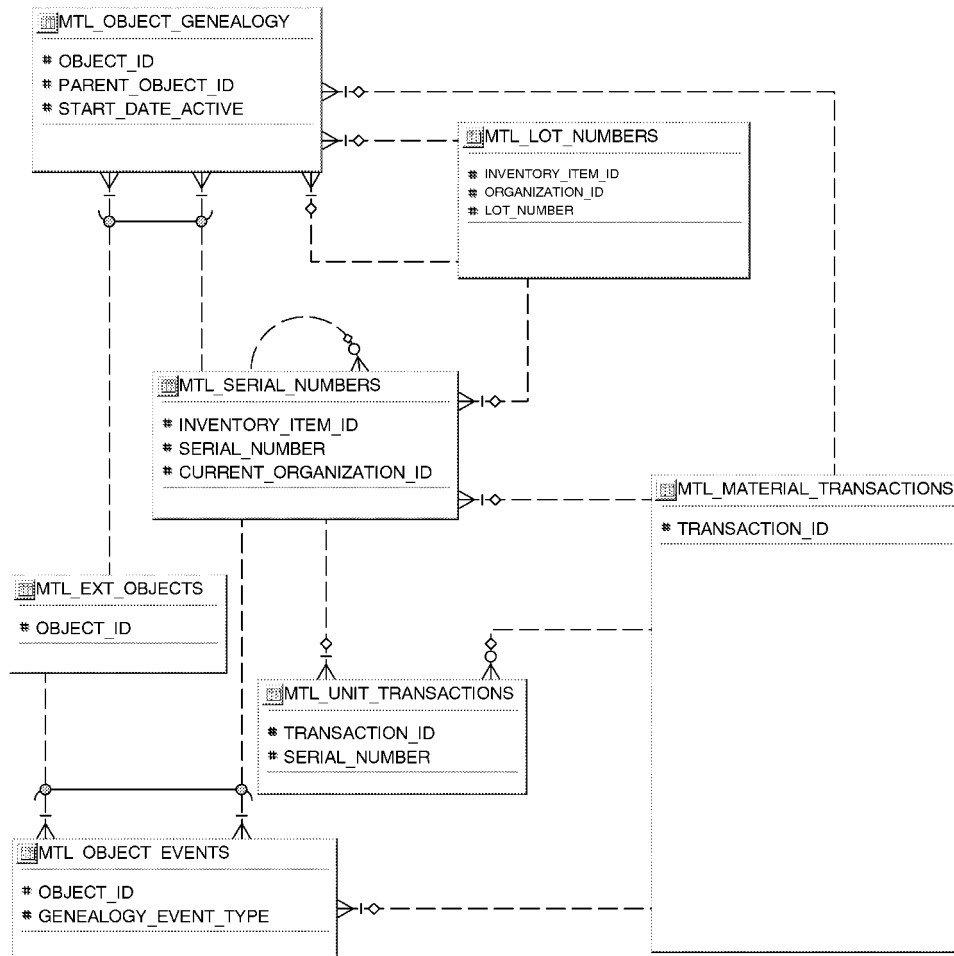 MTL_OBJECT_GENEALOGY
# OBJECT_ID
# PARENT_OBJECT_ID
# START_DATE_ACTIVE
MTL_LOT_NUMBERS
# INVENTORY_ITEM_ID
# ORGANIZATION_ID
# LOT_NUMBER
MTL_SERIAL_NUMBERS
# INVENTORY_ITEM_ID
# SERIAL_NUMBER
# CURRENT_ORGANIZATION_ID
MTL_MATERIAL_TRANSACTIONS
# TRANSACTION_ID
MTL_EXT_OBJECTS
# OBJECT_ID
MTL_UNIT_TRANSACTIONS
# TRANSACTION_ID
# SERIAL_NUMBER
MTL_OBJECT_EVENTS
# OBJECT_ID
# GENEALOGY_EVENT_TYPE